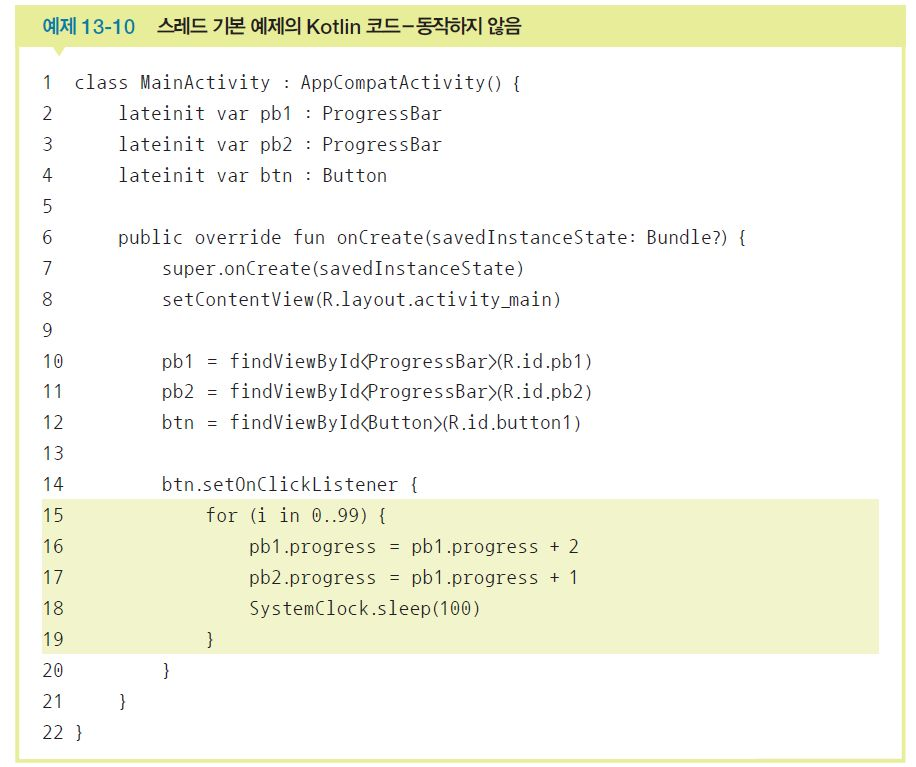 예제 13-10 스레드 기본 예제의 Kotlin 코드-동작하지 않음
1 class MainActivity : AppCompatActivity() {
2     lateinit var pb1 : ProgressBar
3     lateinit var pb2 : ProgressBar
4     lateinit var btn : Button
5
6     public override fun onCreate(savedInstanceState: Bundle?) {
7         super.onCreate(savedInstanceState)
8         setContentView(R.layout.activity_main)
9
10         pb1 = findViewById<ProgressBar>(R.id.pb1)
11         pb2 = findViewById<ProgressBar>(R.id.pb2)
12         btn = findViewById<Button>(R.id.button1)
13
14         btn.setOnClickListener {
15             for (i in 0..99) {
16                 pb1.progress = pb1.progress + 2
17                 pb2.progress = pb1.progress + 1
18                 SystemClock.sleep(100)
19             }
20         }
21     }
22 }